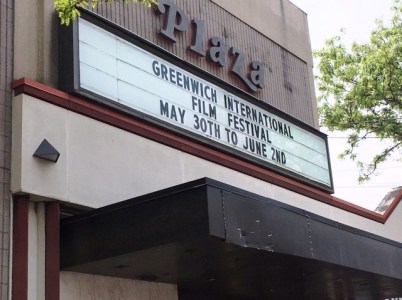 Plaza
GREENWICH INTERNATIONAL
FILM FESTIVAL
MAY 30TH TO JUNE 2ND